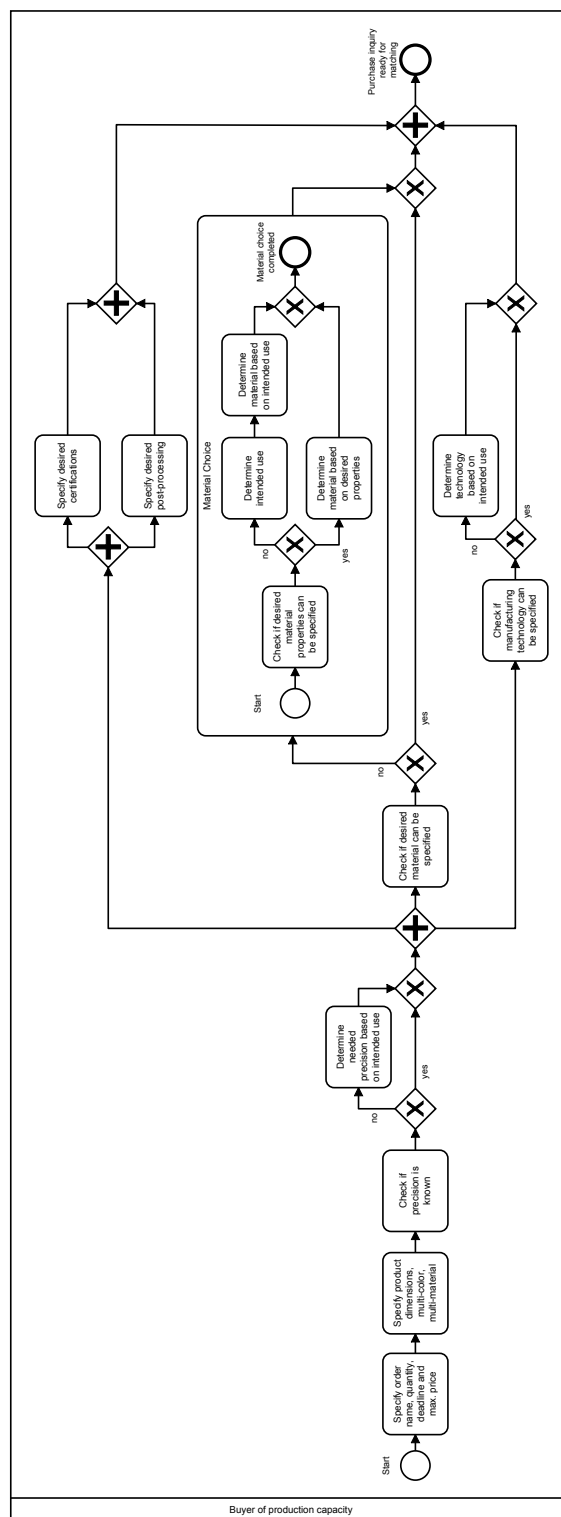 Buyer of production capacity
Start
Specify order
name, quantity,
deadline and
max. price
Specify product
dimensions,
multi-color,
multi-material
Check if
precision is
known
no
yes
Determine
needed
precision based
on intended use
Check if desired
material can be
specified
no
yes
Specify desired
certifications
Specify desired
post-processing
Material Choice
Start
Check if desired
material
properties can
be specified
no
yes
Determine
intended use
Determine
material based
on intended use
Determine
material based
on desired
properties
Material choice
completed
Check if
manufacturing
technology can
be specified
no
yes
Determine
technology
based on
intended use
Purchase inquiry
ready for
matching